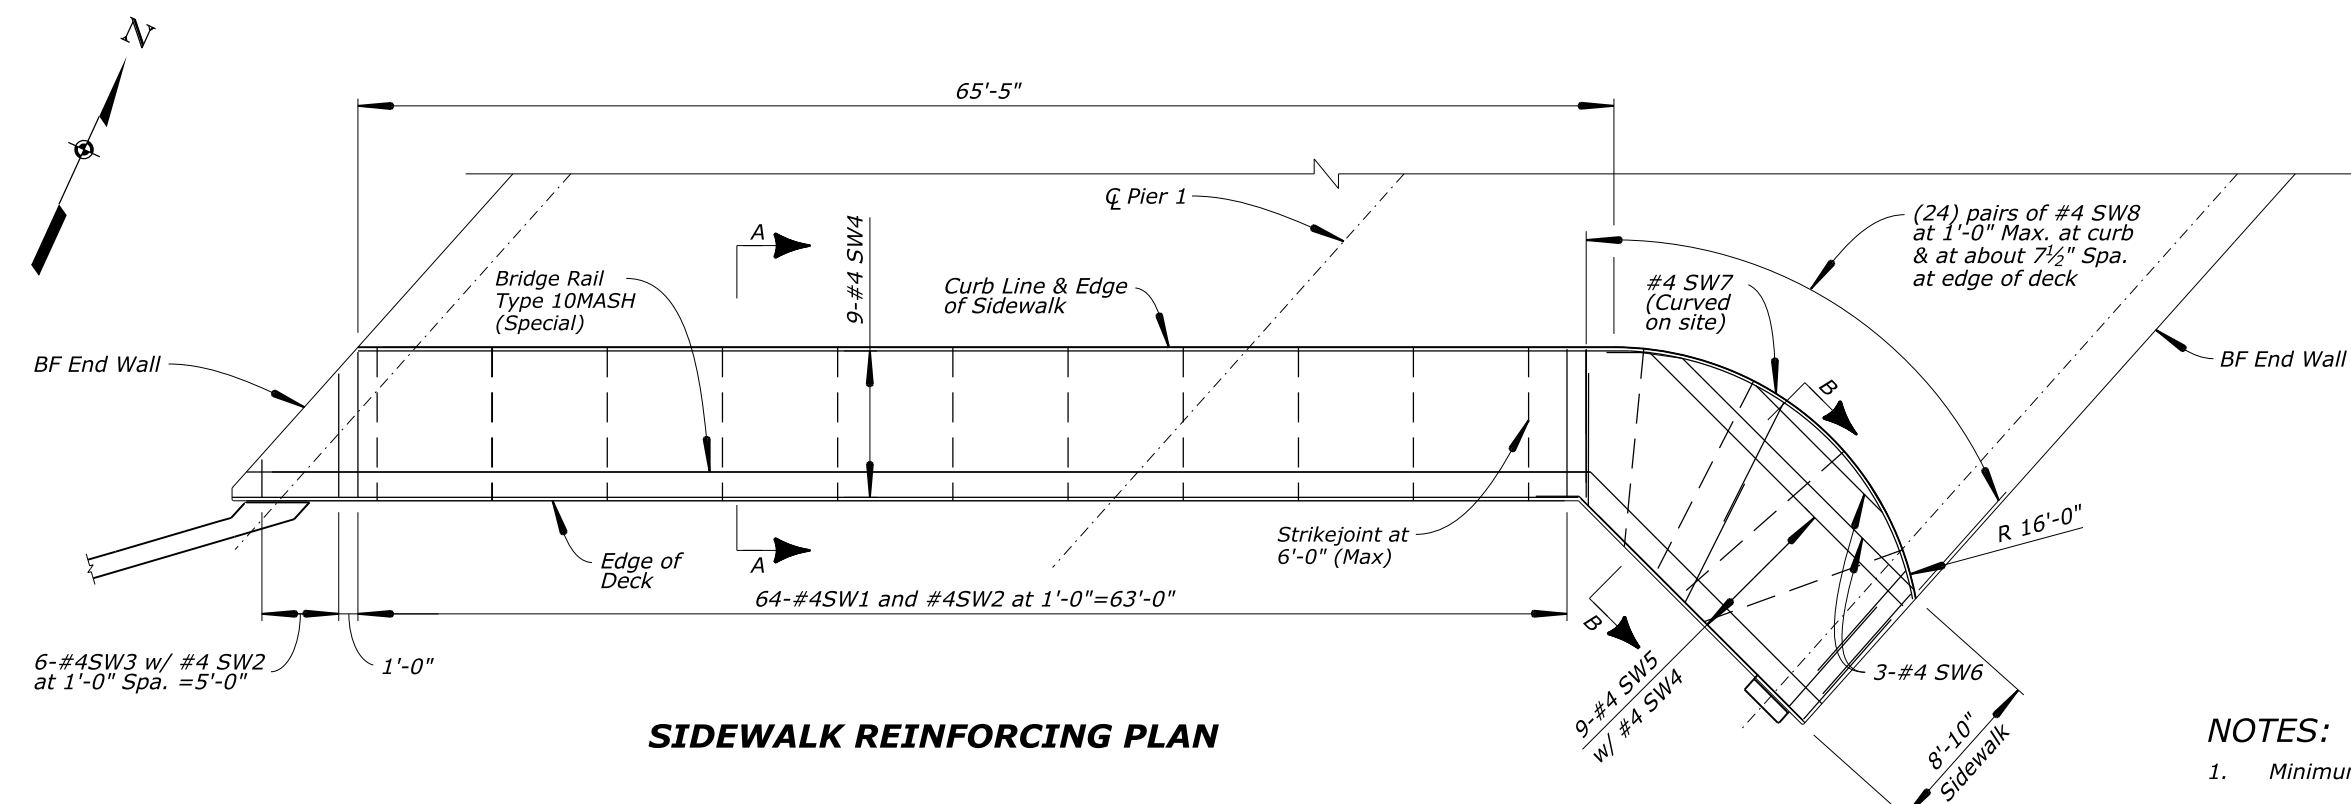 N
65'-5"
℄ Pier 1
A
9-#4 SW4
(24) pairs of #4 SW8
at 1'-0" Max. at curb
& at about 7½" Spa.
at edge of deck
Bridge Rail
Type 10MASH
(Special)
Curb Line & Edge
of Sidewalk
#4 SW7
(Curved
on site)
BF End Wall
BF End Wall
B
R 16'-0"
Strikejoint at
6'-0" (Max)
Edge of
Deck
A
64-#4SW1 and #4SW2 at 1'-0"=63'-0"
B
6-#4SW3 w/ #4 SW2
at 1'-0" Spa. =5'-0"
1'-0"
9-#4 SW5
w/ #4 SW4
3-#4 SW6
SIDEWALK REINFORCING PLAN
8'-10"
Sidewalk
NOTES:
1. Minimu